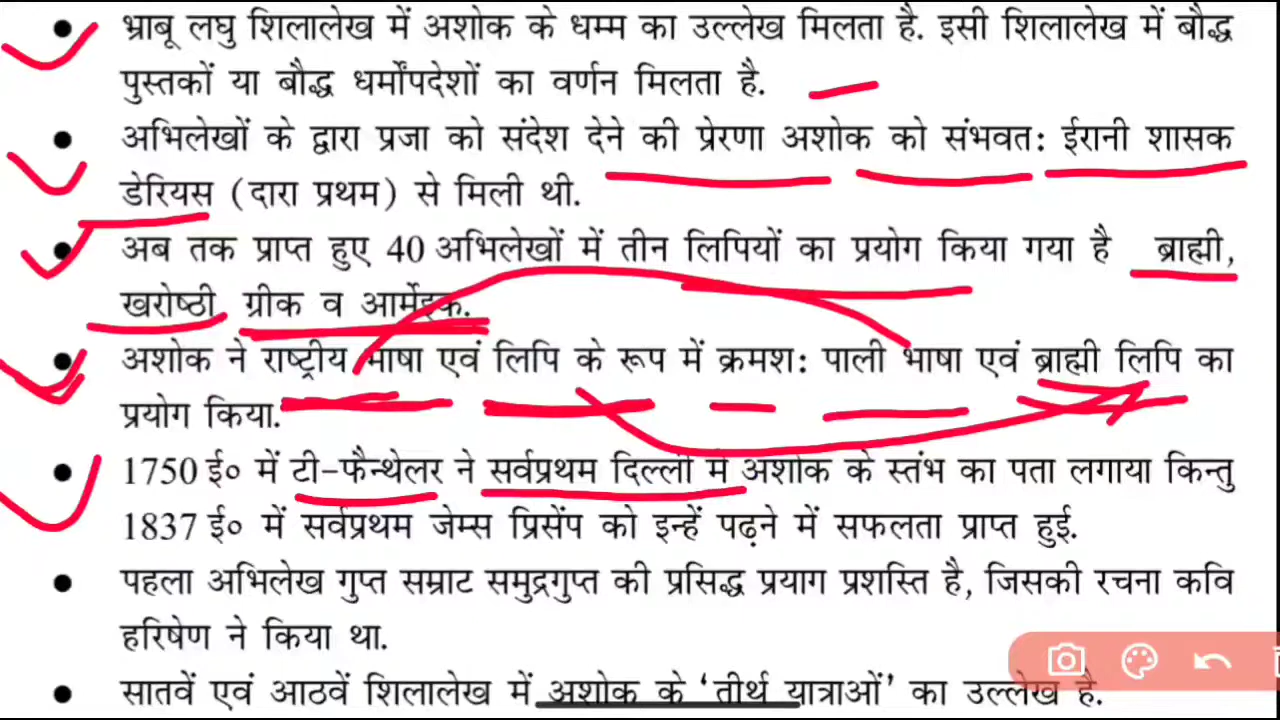 • भ्राबू लघु शिलालेख में अशोक के धम्म का उल्लेख मिलता है. इसी शिलालेख में बौद्ध
पुस्तकों या बौद्ध धर्मोंपदेशों का वर्णन मिलता है.
• अभिलेखों के द्वारा प्रजा को संदेश देने की प्रेरणा अशोक को संभवत: ईरानी शासक
डेरियस (दारा प्रथम) से मिली थी.
• अब तक प्राप्त हुए 40 अभिलेखों में तीन लिपियों का प्रयोग किया गया है ब्राह्मी,
खरोष्ठी ग्रीक व आर्मेइक.
• अशोक ने राष्ट्रीय भाषा एवं लिपि के रूप में क्रमश: पाली भाषा एवं ब्राह्मी लिपि का
प्रयोग किया.
• 1750 ई० में टी-फैन्थेलर ने सर्वप्रथम दिल्ली में अशोक के स्तंभ का पता लगाया किन्तु
1837 ई० में सर्वप्रथम जेम्स प्रिसेंप को इन्हें पढ़ने में सफलता प्राप्त हुई.
• पहला अभिलेख गुप्त सम्राट समुद्रगुप्त की प्रसिद्ध प्रयाग प्रशस्ति है, जिसकी रचना कवि
हरिषेण ने किया था.
• सातवें एवं आठवें शिलालेख में अशोक के ‘तीर्थ यात्राओं’ का उल्लेख है.